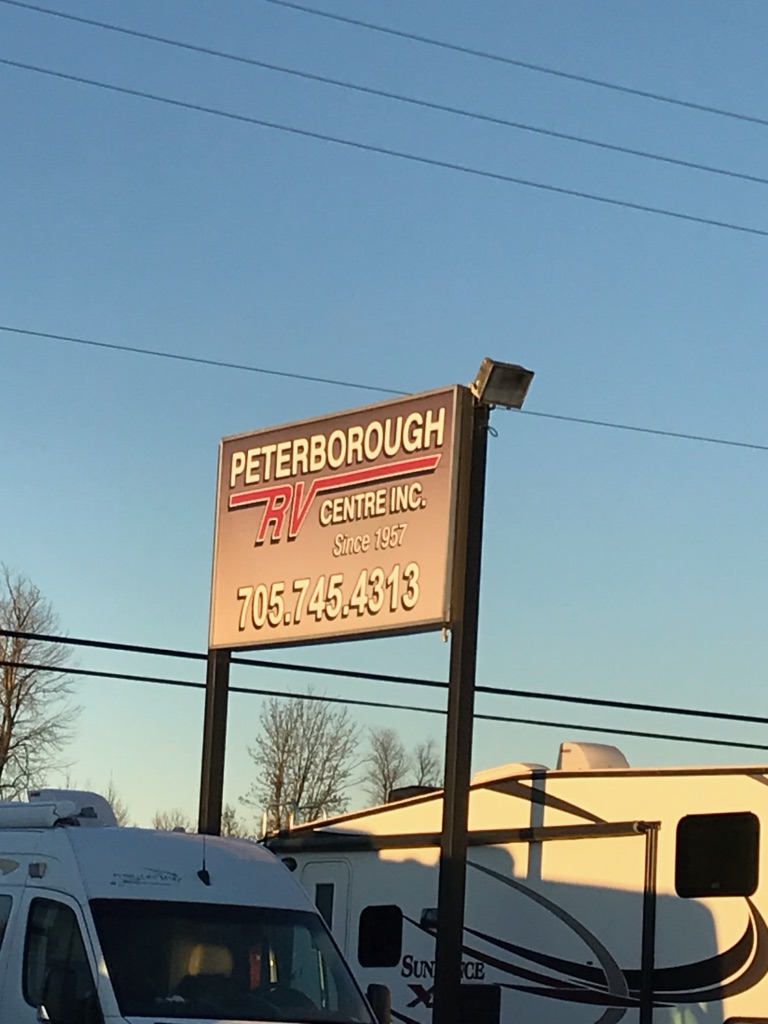 PETERBOROUGH
RV CENTRE INC.
Since 1957
705.745.4313